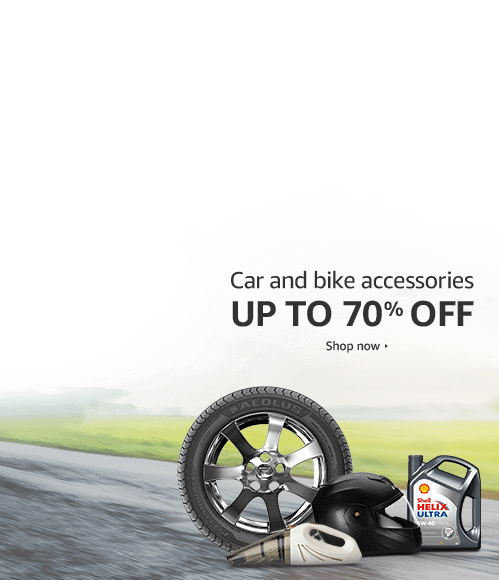 Car and bike accessories
UP TO 70% OFF
Shop now
AEOLUS
Shell
HELIX
ULTRA
5W-40